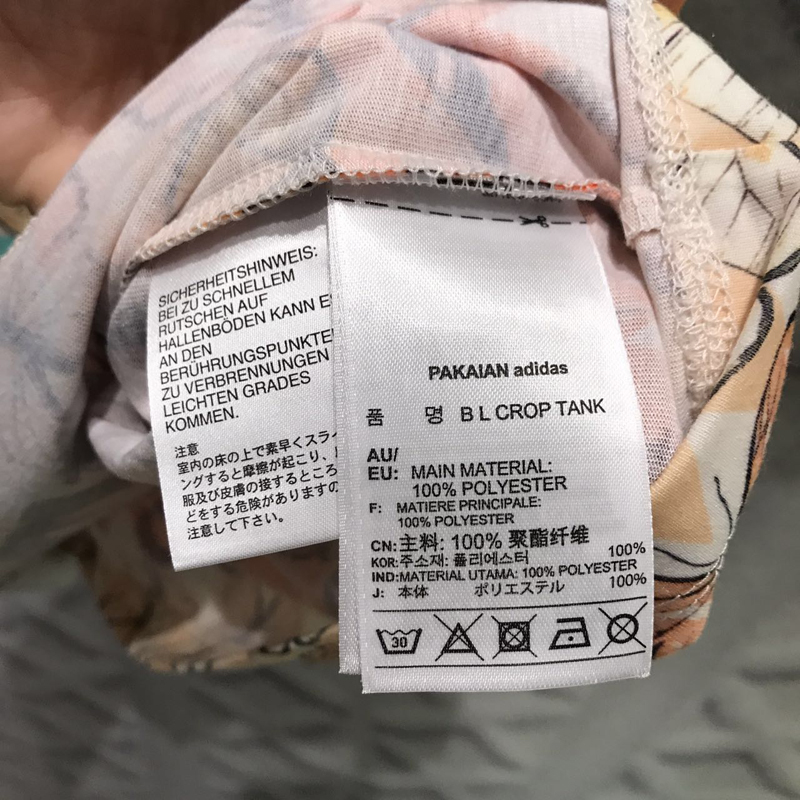 SICHERHEITSHINWEIS:
BEI ZU SCHNELLEM
RUTSCHEN AUF
HALLENBÖDEN KANN E
AN DEN
BERÜHRUNGSPUNKTE
ZU VERBRENNUNGEN
LEICHTEN GRADES
KOMMEN.
注意
室内の床の上で素早くスライ
ングすると摩擦が起こり、
服及び皮膚の接するところ
どをする危険がありますの
注意して下さい。
PAKAIAN adidas
품 명 B L CROP TANK
AU/
EU: MAIN MATERIAL:
100% POLYESTER
F: MATIERE PRINCIPALE:
100% POLYESTER
CN:主料: 100% 聚酯纤维
KOR:주소재: 폴리에스터 100%
IND:MATERIAL UTAMA: 100% POLYESTER
J: 本体 ポリエステル 100%
30